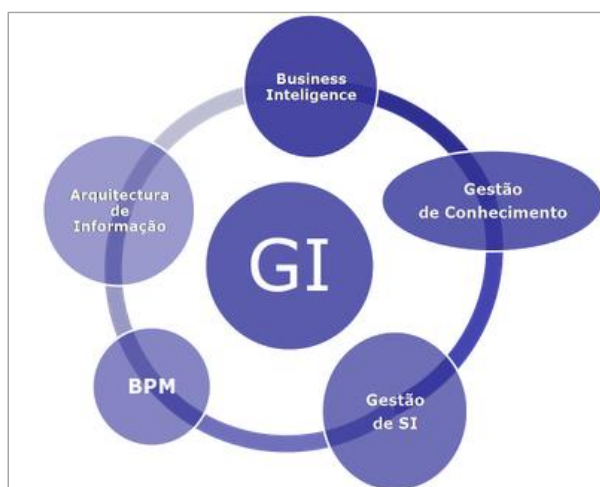 Business
Inteligence
Gestão
de Conhecimento
Arquitectura
de
Informação
GI
BPM
Gestão
de SI